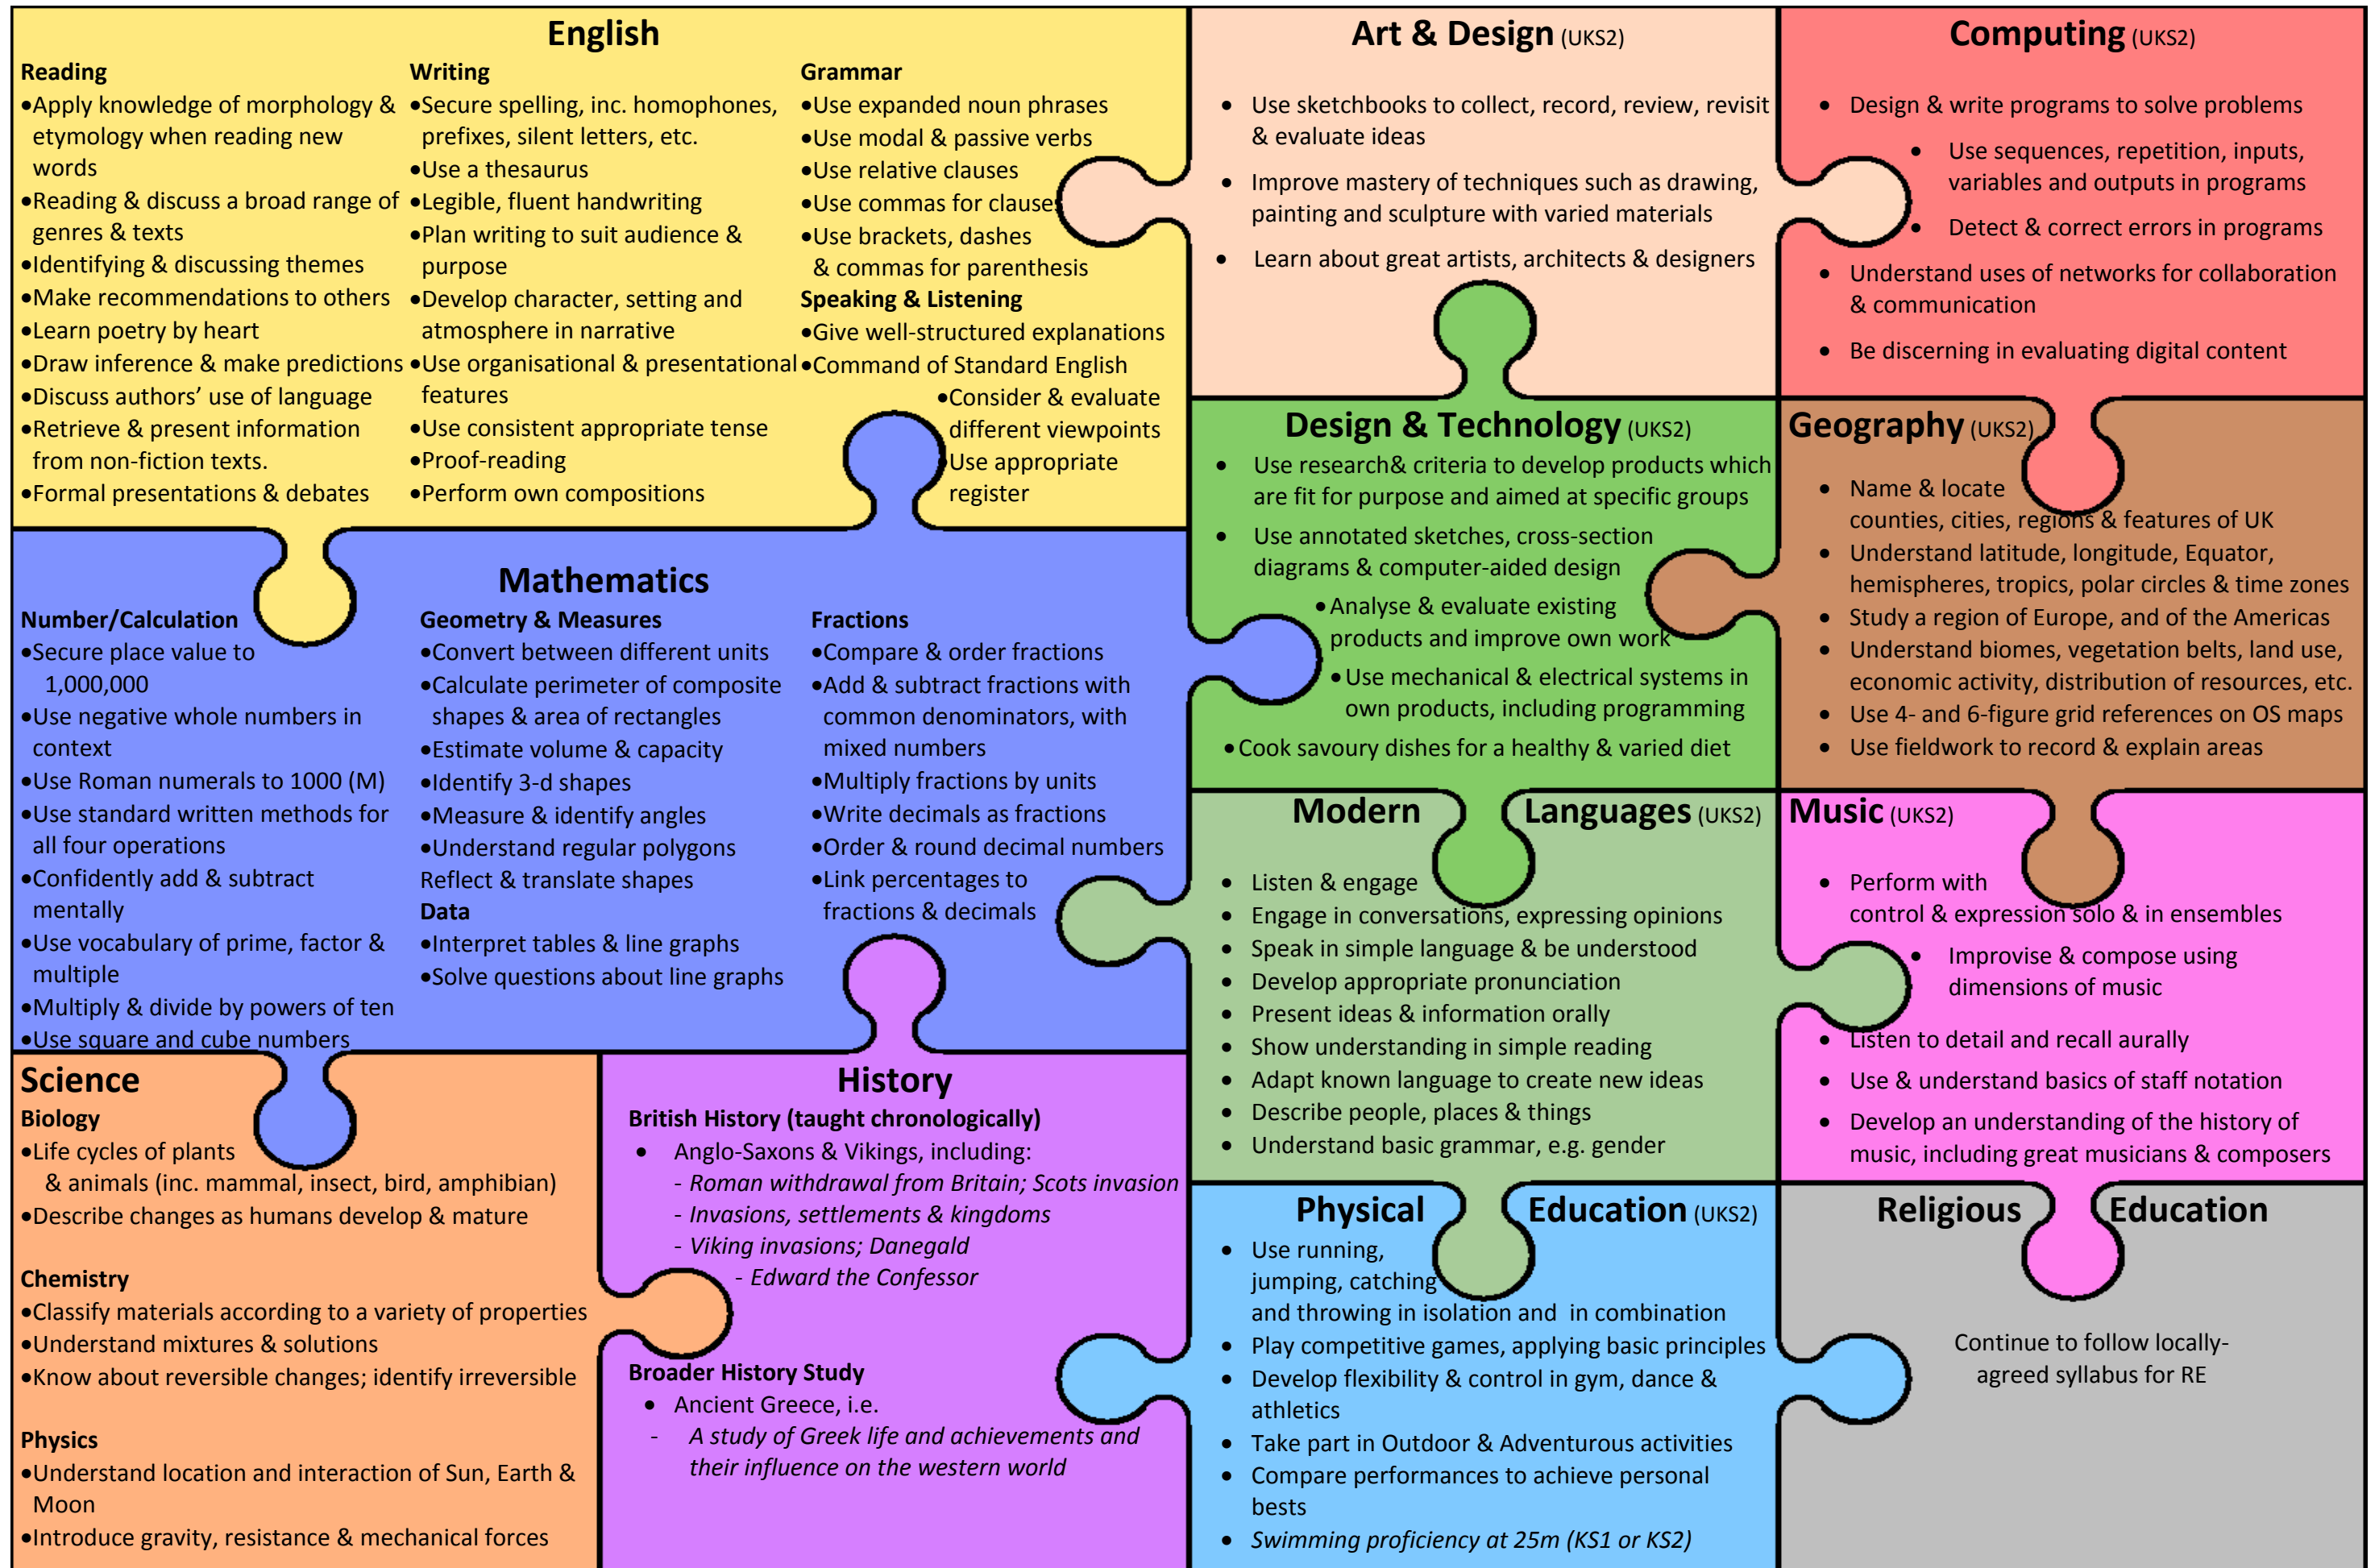 English
Reading
•Apply knowledge of morphology &
etymology when reading new
words
•Reading & discuss a broad range of
genres & texts
•Identifying & discussing themes
•Make recommendations to others
•Learn poetry by heart
•Draw inference & make predictions
•Discuss authors’ use of language
•Retrieve & present information
from non-fiction texts.
•Formal presentations & debates
Writing
•Secure spelling, inc. homophones,
prefixes, silent letters, etc.
•Use a thesaurus
•Legible, fluent handwriting
•Plan writing to suit audience &
purpose
•Develop character, setting and
atmosphere in narrative
•Use organisational & presentational
features
•Use consistent appropriate tense
•Proof-reading
•Perform own compositions
Grammar
•Use expanded noun phrases
•Use modal & passive verbs
•Use relative clauses
•Use commas for clauses
•Use brackets, dashes
& commas for parenthesis
Speaking & Listening
•Give well-structured explanations
•Command of Standard English
•Consider & evaluate
different viewpoints
•Use appropriate
register
Art & Design (UKS2)
• Use sketchbooks to collect, record, review, revisit
& evaluate ideas
• Improve mastery of techniques such as drawing,
painting and sculpture with varied materials
• Learn about great artists, architects & designers
Computing (UKS2)
• Design & write programs to solve problems
• Use sequences, repetition, inputs,
variables and outputs in programs
• Detect & correct errors in programs
• Understand uses of networks for collaboration
& communication
• Be discerning in evaluating digital content
Mathematics
Number/Calculation
•Secure place value to
1,000,000
•Use negative whole numbers in
context
•Use Roman numerals to 1000 (M)
•Use standard written methods for
all four operations
•Confidently add & subtract
mentally
•Use vocabulary of prime, factor &
multiple
•Multiply & divide by powers of ten
•Use square and cube numbers
Geometry & Measures
•Convert between different units
•Calculate perimeter of composite
shapes & area of rectangles
•Estimate volume & capacity
•Identify 3-d shapes
•Measure & identify angles
•Understand regular polygons
Reflect & translate shapes
Data
•Interpret tables & line graphs
•Solve questions about line graphs
Fractions
•Compare & order fractions
•Add & subtract fractions with
common denominators, with
mixed numbers
•Multiply fractions by units
•Write decimals as fractions
•Order & round decimal numbers
•Link percentages to
fractions & decimals
Design & Technology (UKS2)
• Use research& criteria to develop products which
are fit for purpose and aimed at specific groups
• Use annotated sketches, cross-section
diagrams & computer-aided design
•Analyse & evaluate existing
products and improve own work
•Use mechanical & electrical systems in
own products, including programming
•Cook savoury dishes for a healthy & varied diet
Geography (UKS2)
• Name & locate
counties, cities, regions & features of UK
• Understand latitude, longitude, Equator,
hemispheres, tropics, polar circles & time zones
• Study a region of Europe, and of the Americas
• Understand biomes, vegetation belts, land use,
economic activity, distribution of resources, etc.
• Use 4- and 6-figure grid references on OS maps
• Use fieldwork to record & explain areas
Modern Languages (UKS2)
• Listen & engage
• Engage in conversations, expressing opinions
• Speak in simple language & be understood
• Develop appropriate pronunciation
• Present ideas & information orally
• Show understanding in simple reading
• Adapt known language to create new ideas
• Describe people, places & things
• Understand basic grammar, e.g. gender
Music (UKS2)
• Perform with
control & expression solo & in ensembles
• Improvise & compose using
dimensions of music
• Listen to detail and recall aurally
• Use & understand basics of staff notation
• Develop an understanding of the history of
music, including great musicians & composers
Science
Biology
•Life cycles of plants
& animals (inc. mammal, insect, bird, amphibian)
•Describe changes as humans develop & mature
Chemistry
•Classify materials according to a variety of properties
•Understand mixtures & solutions
•Know about reversible changes; identify irreversible
Physics
•Understand location and interaction of Sun, Earth &
Moon
•Introduce gravity, resistance & mechanical forces
History
British History (taught chronologically)
• Anglo-Saxons & Vikings, including:
- Roman withdrawal from Britain; Scots invasion
- Invasions, settlements & kingdoms
- Viking invasions; Danegald
- Edward the Confessor
Broader History Study
• Ancient Greece, i.e.
- A study of Greek life and achievements and
their influence on the western world
Physical Education (UKS2)
• Use running,
jumping, catching
and throwing in isolation and in combination
• Play competitive games, applying basic principles
• Develop flexibility & control in gym, dance &
athletics
• Take part in Outdoor & Adventurous activities
• Compare performances to achieve personal
bests
• Swimming proficiency at 25m (KS1 or KS2)
Religious Education
Continue to follow locally-
agreed syllabus for RE